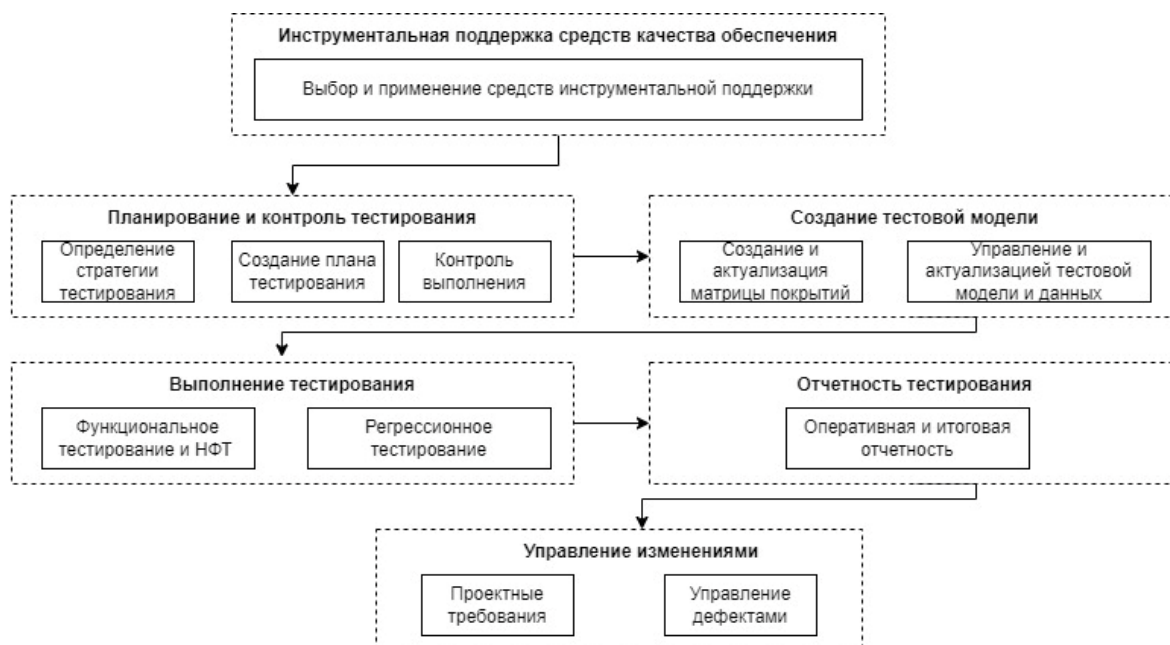 Инструментальная поддержка средств качества обеспечения
Выбор и применение средств инструментальной поддержки
Планирование и контроль тестирования
Определение
стратегии
тестирования
Создание плана
тестирования
Контроль
выполнения
Создание тестовой модели
Создание и
актуализация
матрицы покрытий
Управление и
актуализацией тестовой
модели и данных
Выполнение тестирования
Функциональное
тестирование и НФТ
Регрессионное
тестирование
Отчетность тестирования
Оперативная и итоговая
отчетность
Управление изменениями
Проектные
требования
Управление
дефектами